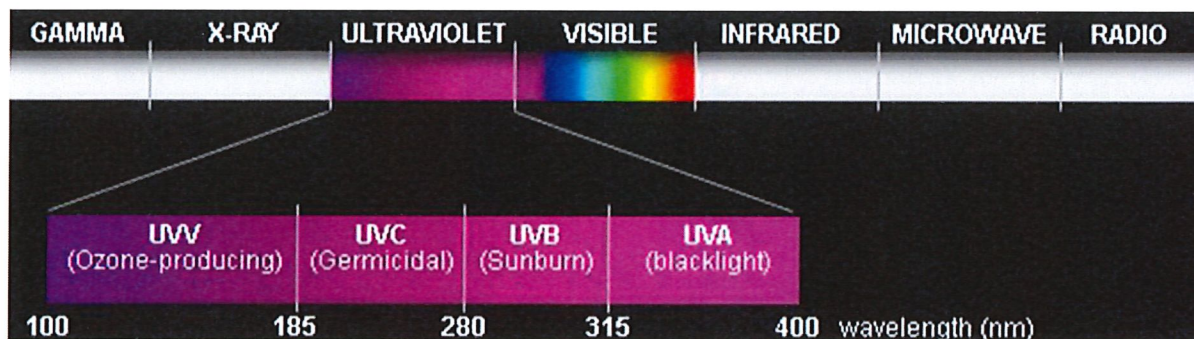 GAMMA X-RAY ULTRAVIOLET VISIBLE INFRARED MICROWAVE RADIO
UVV UVC UVB UVA
(Ozone-producing) (Germicidal) (Sunburn) (blacklight)
100 185 280 315 400 wavelength (nm)